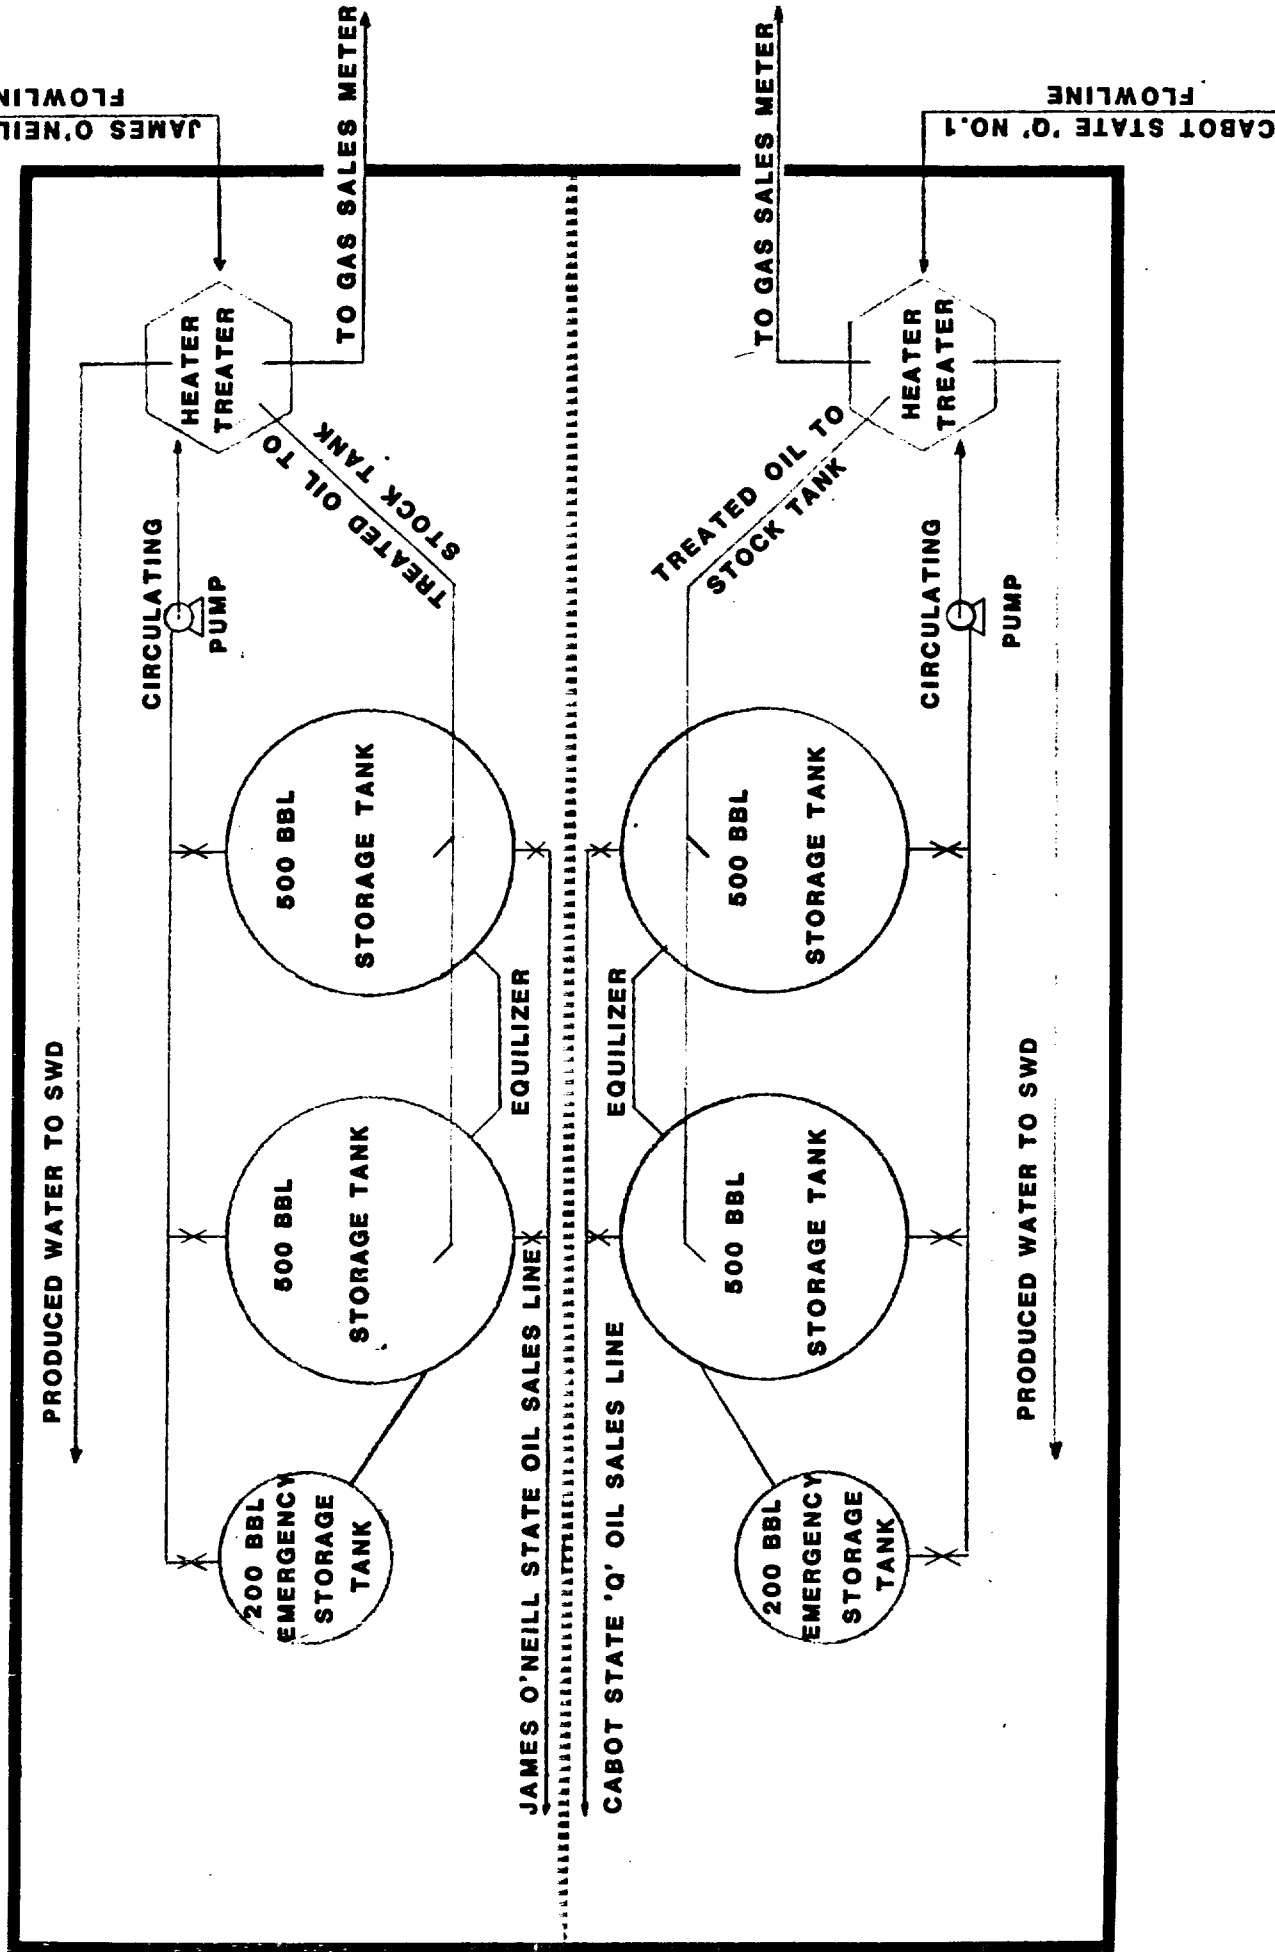 JAMES O'NEIL
FLOWLIN
TO GAS SALES METER
TO GAS SALES METER
CABOT STATE 'Q' NO.1
FLOWLINE
HEATER
TREATER
HEATER
TREATER
TREATED OIL TO
STOCK TANK
TREATED OIL TO
STOCK TANK
CIRCULATING
PUMP
CIRCULATING
PUMP
500 BBL
STORAGE TANK
500 BBL
STORAGE TANK
EQUILIZER
EQUILIZER
PRODUCED WATER TO SWD
500 BBL
STORAGE TANK
500 BBL
STORAGE TANK
PRODUCED WATER TO SWD
200 BBL
EMERGENCY
STORAGE
TANK
JAMES O'NEILL STATE OIL SALES LINE
CABOT STATE 'Q' OIL SALES LINE
200 BBL
EMERGENCY
STORAGE
TANK